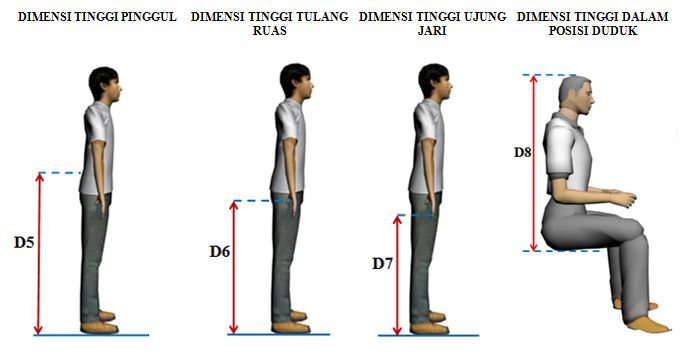 DIMENSI TINGGI PINGGUL
DIMENSI TINGGI TULANG
RUAS
DIMENSI TINGGI UJUNG
JARI
DIMENSI TINGGI DALAM
POSISI DUDUK
D5
D6
D7
D8